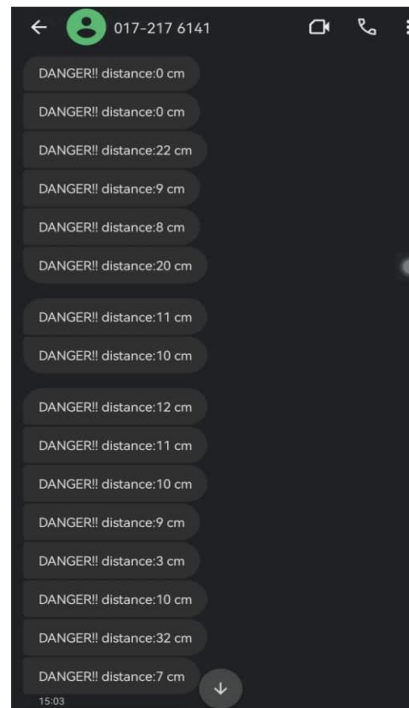 017-217 6141
DANGER!! distance:0 cm
DANGER!! distance:0 cm
DANGER!! distance:22 cm
DANGER!! distance:9 cm
DANGER!! distance:8 cm
DANGER!! distance:20 cm
DANGER!! distance:11 cm
DANGER!! distance:10 cm
DANGER!! distance:12 cm
DANGER!! distance:11 cm
DANGER!! distance:10 cm
DANGER!! distance:9 cm
DANGER!! distance:3 cm
DANGER!! distance:10 cm
DANGER!! distance:32 cm
DANGER!! distance:7 cm
15:03